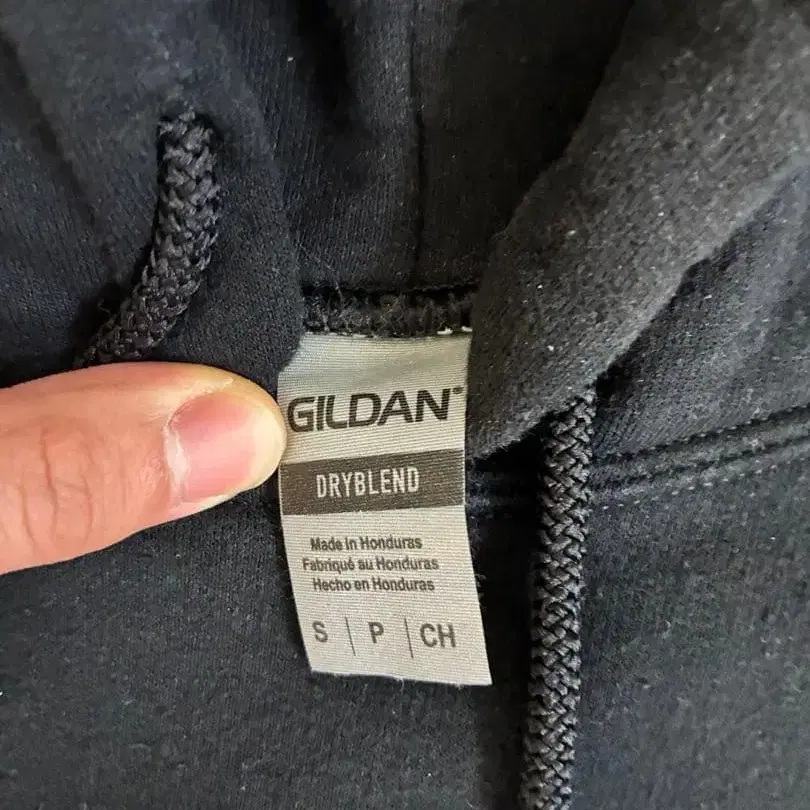 GILDAN®
DRYBLEND
Made in Honduras
Fabriqué au Honduras
Hecho en Honduras
S | P | CH